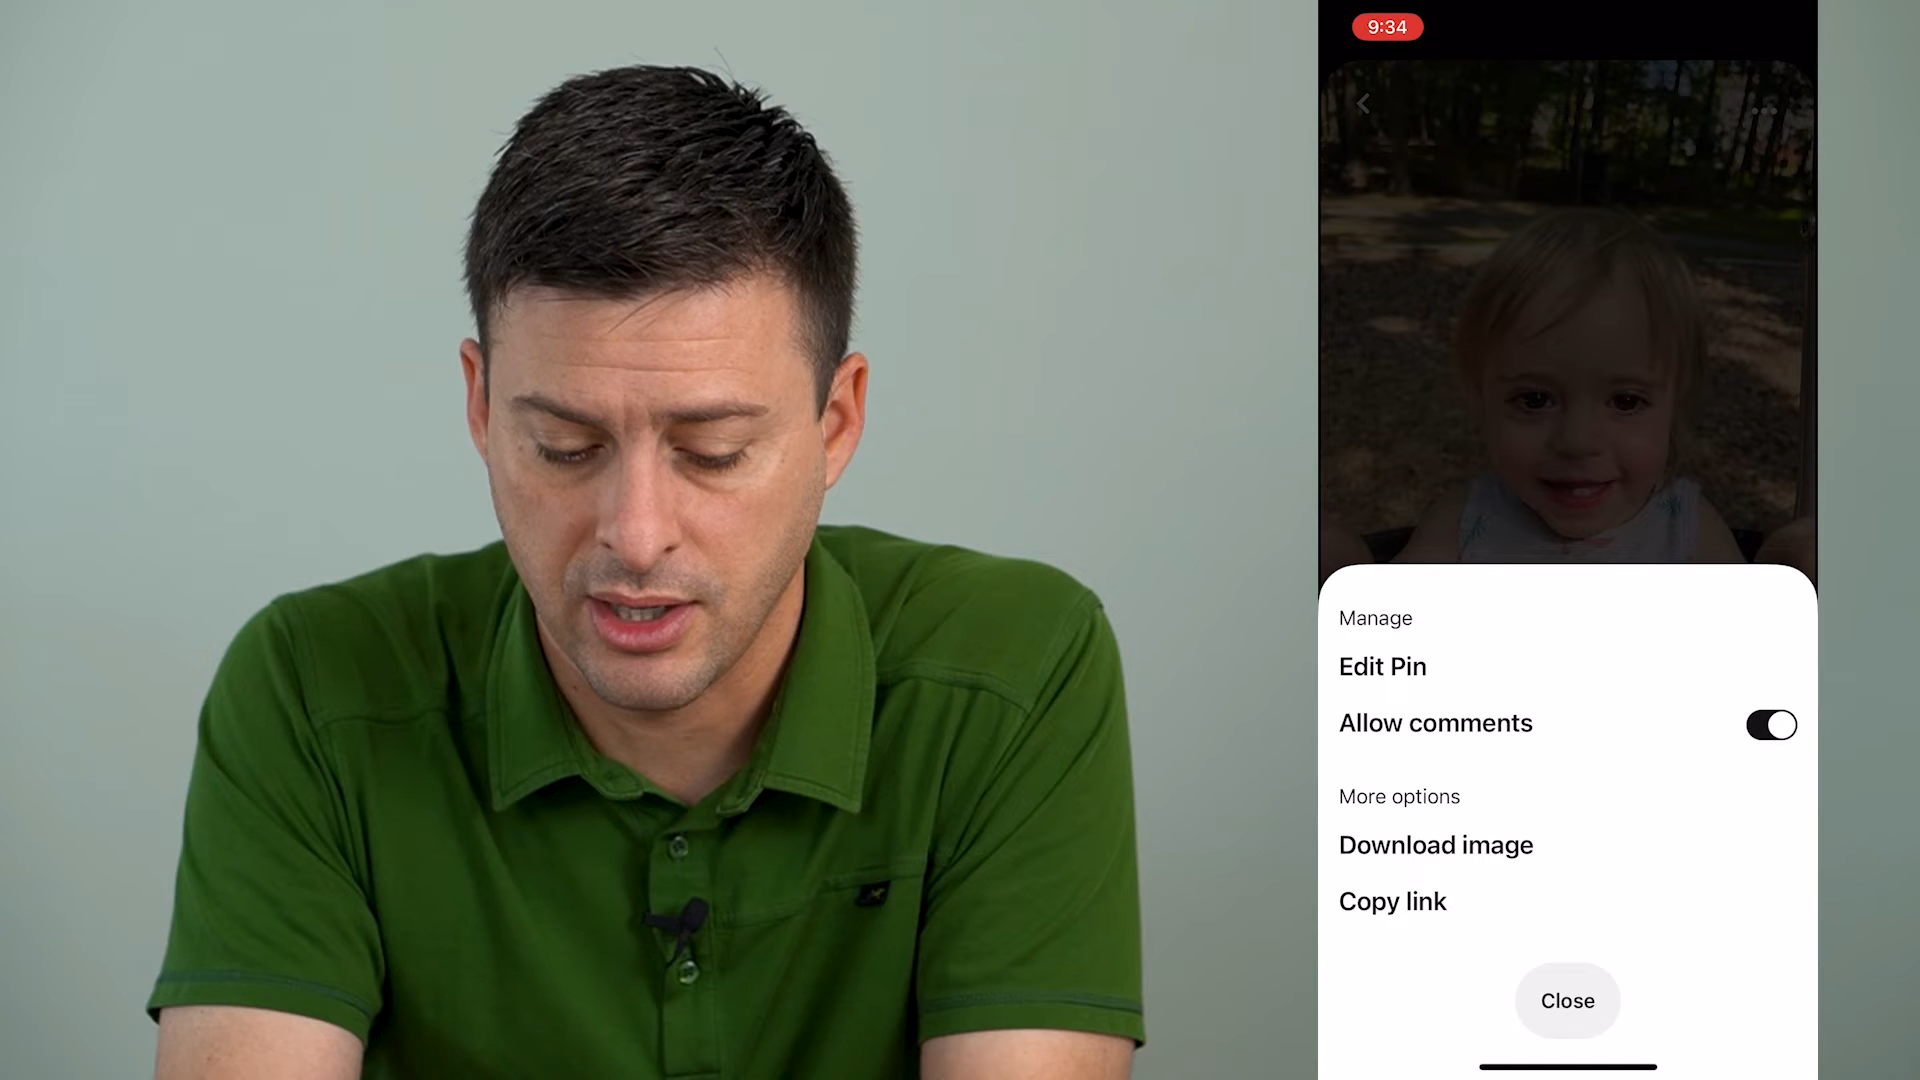 9:34
Manage
Edit Pin
Allow comments
More options
Download image
Copy link
Close